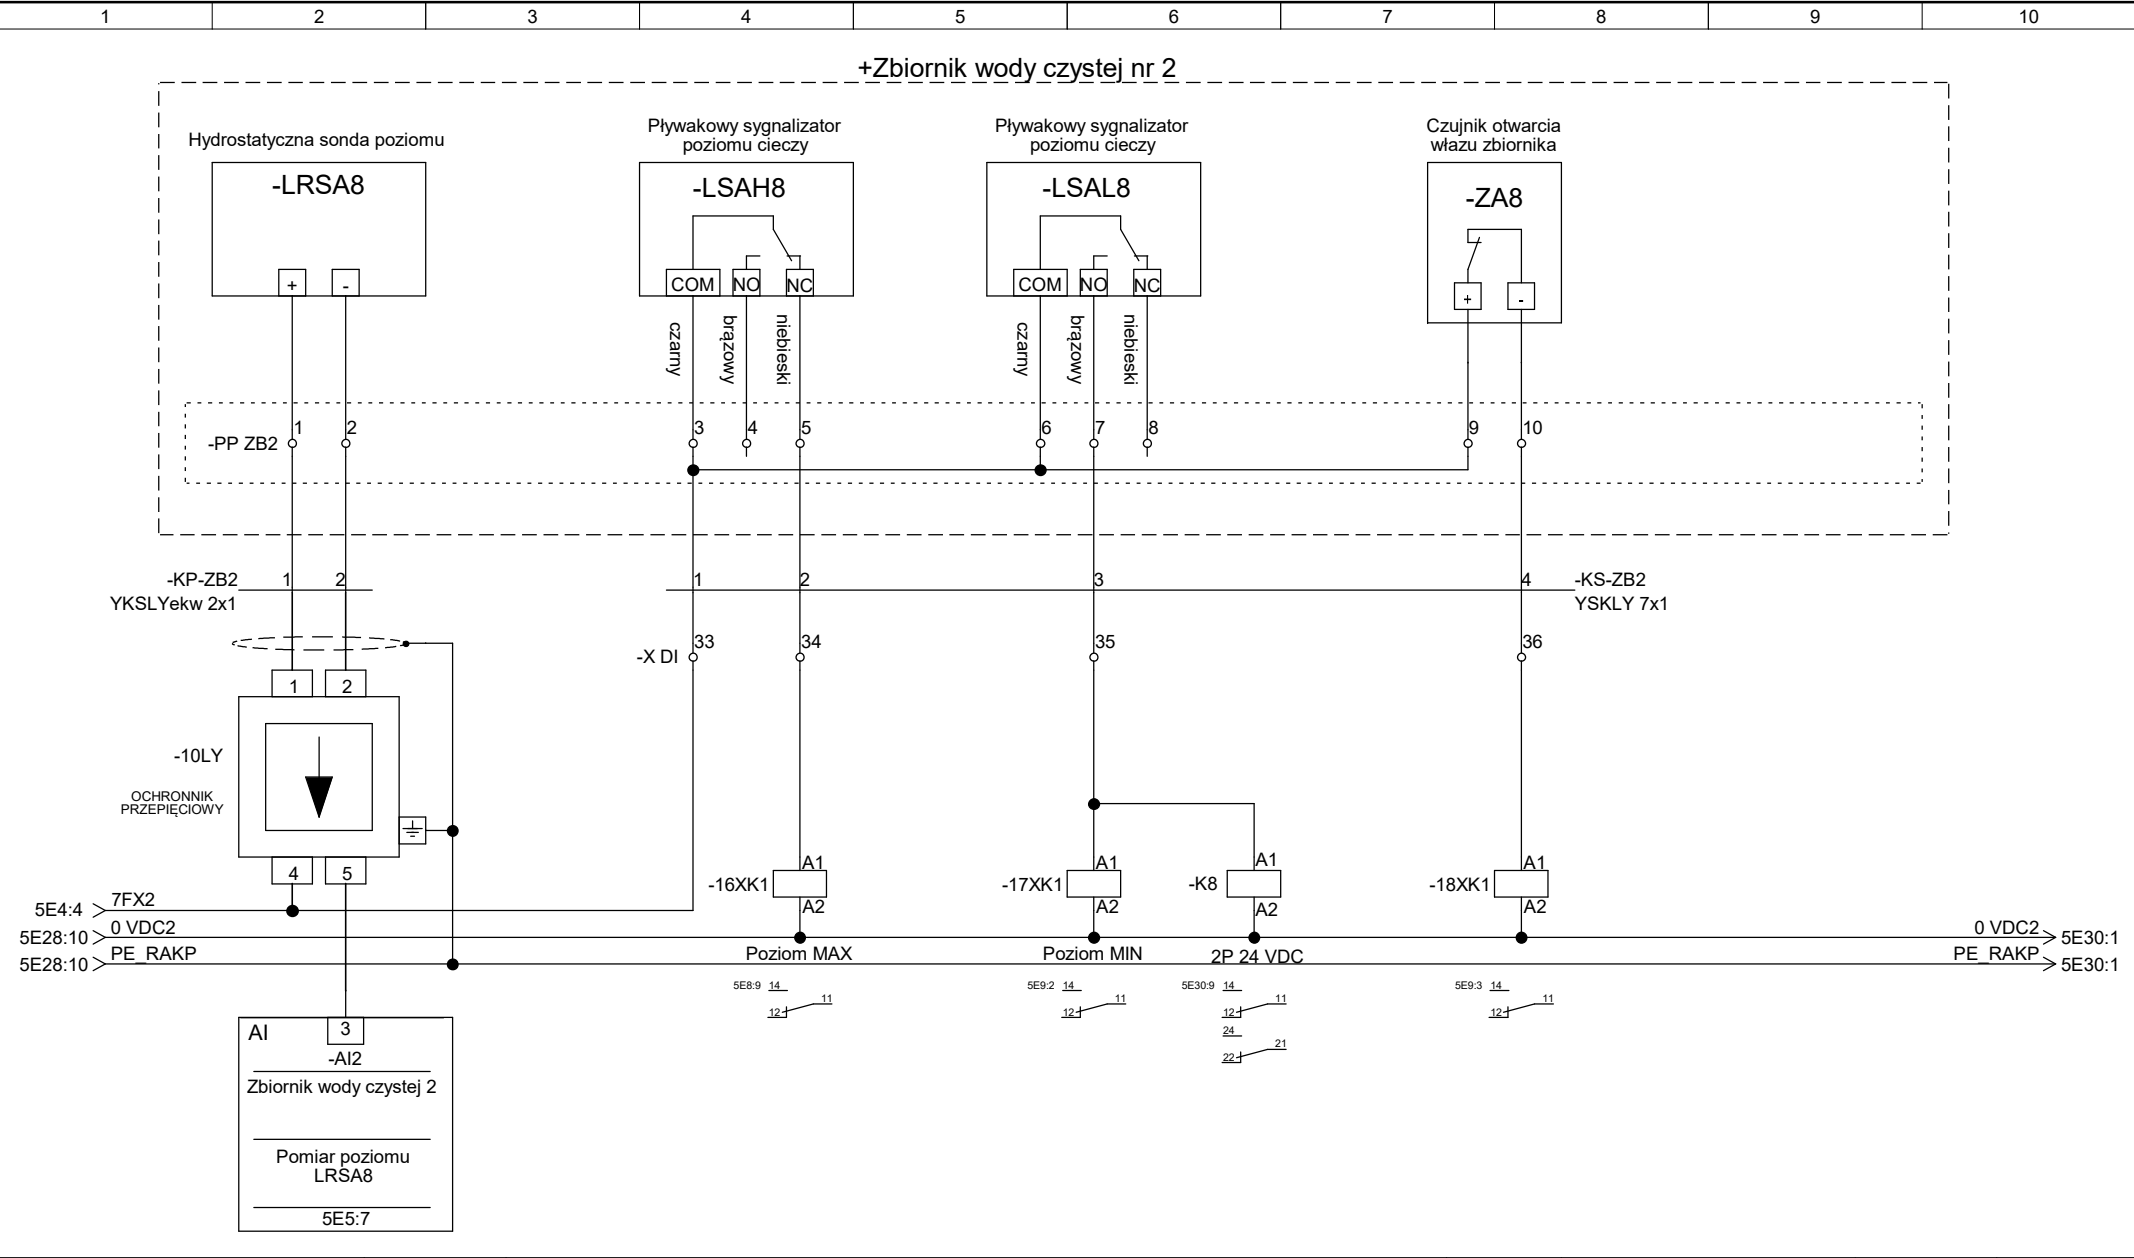 1 2 3 4 5 6 7 8 9 10
+Zbiornik wody czystej nr 2
Hydrostatyczna sonda poziomu
-LRSA8
+ -
Pływakowy sygnalizator
poziomu cieczy
-LSAH8
COM NO NC
czarny
brązowy
niebieski
Pływakowy sygnalizator
poziomu cieczy
-LSAL8
COM NO NC
czarny
brązowy
niebieski
Czujnik otwarcia
włazu zbiornika
-ZA8
+ -
-PP ZB2 1 2 3 4 5 6 7 8 9 10
-KP-ZB2 1 2
YKSLYekw 2x1
1 2 3 4 -KS-ZB2
YSKLY 7x1
-X DI 33 34 35 36
1 2
-10LY
OCHRONNIK
PRZEPIĘCIOWY
4 5
-16XK1 A1 A2
-17XK1 A1 A2
-K8 A1 A2
-18XK1 A1 A2
5E4:4 7FX2
5E28:10 0 VDC2
5E28:10 PE_RAKP
0 VDC2 5E30:1
PE_RAKP 5E30:1
Poziom MAX
Poziom MIN
2P 24 VDC
5E8:9 14
12 11
5E9:2 14
12 11
5E30:9 14
12 11
24
22 21
5E9:3 14
12 11
AI 3
-AI2
Zbiornik wody czystej 2
Pomiar poziomu
LRSA8
5E5:7